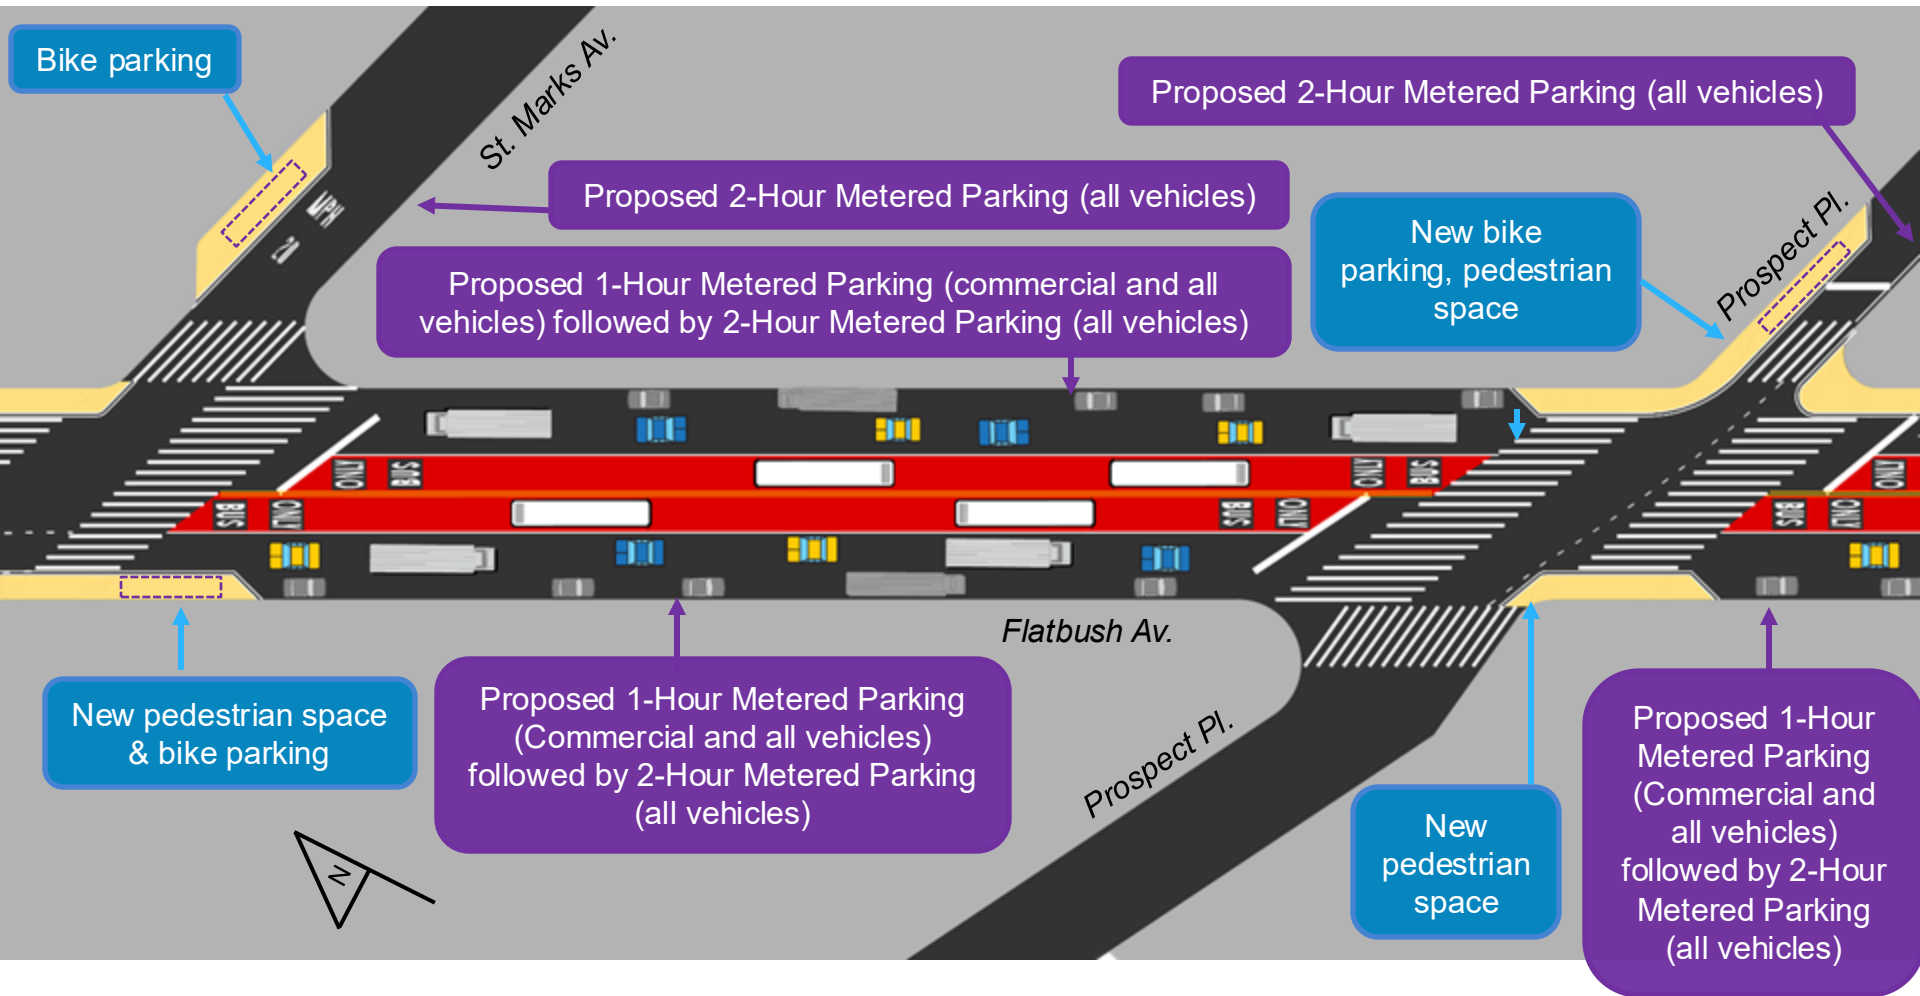 Bike parking
St. Marks Av.
Proposed 2-Hour Metered Parking (all vehicles)
Proposed 2-Hour Metered Parking (all vehicles)
Proposed 1-Hour Metered Parking (commercial and all
vehicles) followed by 2-Hour Metered Parking (all vehicles)
New bike
parking, pedestrian
space
Prospect Pl.
20
MPH
ONLY
BUS
ONLY
BUS
ONLY
BUS
ONLY
BUS
ONLY
BUS
ONLY
Flatbush Av.
New pedestrian space
& bike parking
Proposed 1-Hour Metered Parking
(Commercial and all vehicles)
followed by 2-Hour Metered Parking
(all vehicles)
Prospect Pl.
New
pedestrian
space
Proposed 1-Hour
Metered Parking
(Commercial and
all vehicles)
followed by 2-Hour
Metered Parking
(all vehicles)
N